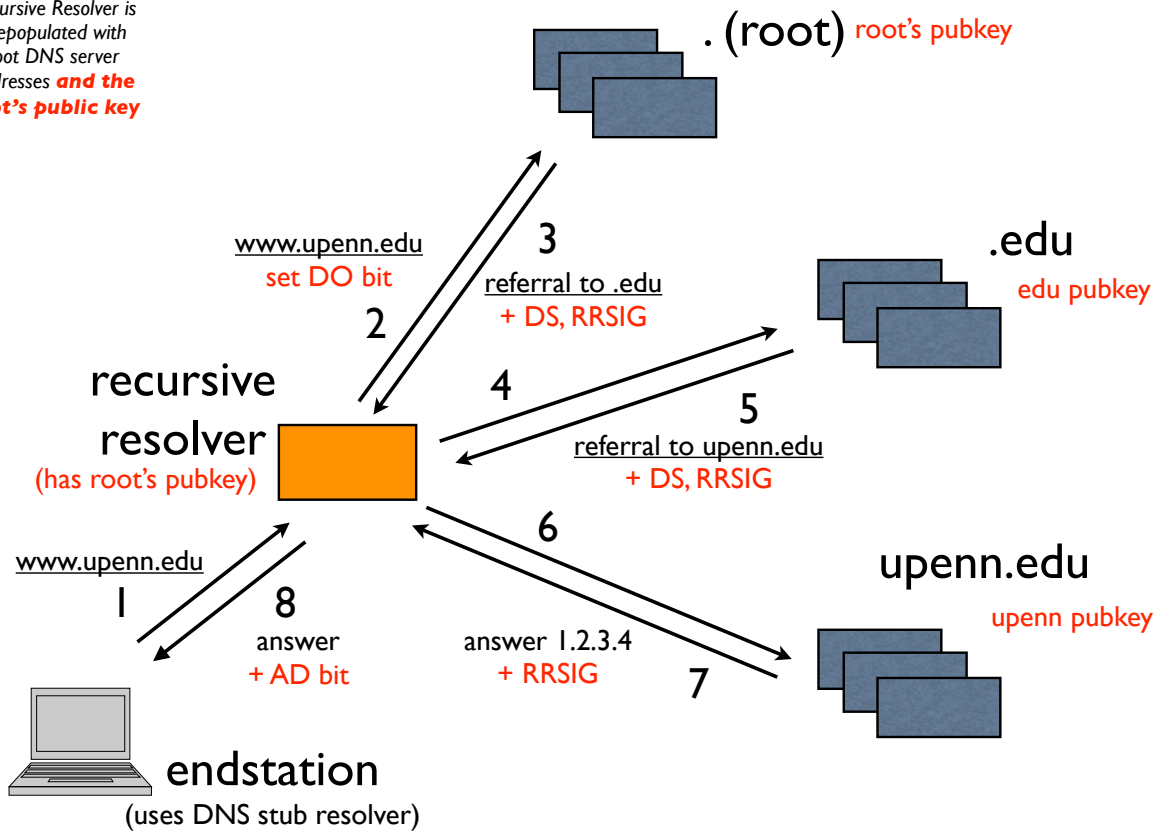 ursive Resolver is
epopulated with
oot DNS server
resses and the
t's public key
. (root) root's pubkey
www.upenn.edu
set DO bit
2
3
referral to .edu
+ DS, RRSIG
.edu
edu pubkey
4
5
referral to upenn.edu
+ DS, RRSIG
recursive
resolver
(has root's pubkey)
6
www.upenn.edu
1
8
answer
+ AD bit
answer 1.2.3.4
+ RRSIG
7
upenn.edu
upenn pubkey
endstation
(uses DNS stub resolver)